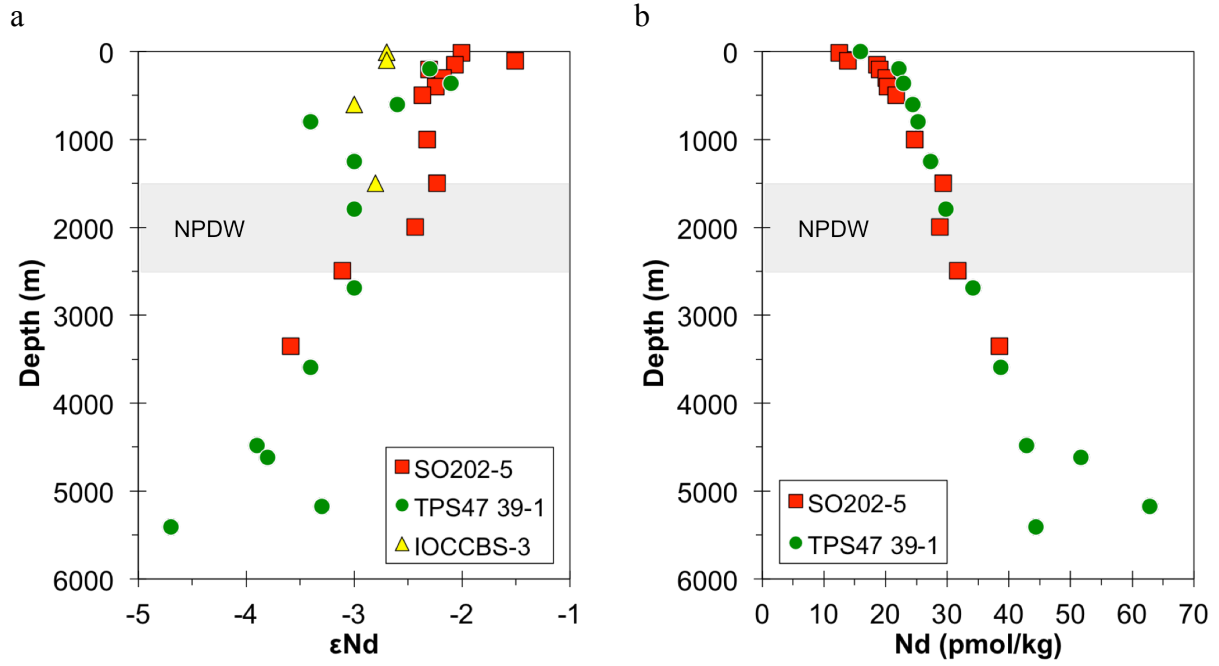 a
0
1000
2000
3000
4000
5000
6000
Depth (m)
NPDW
SO202-5
TPS47 39-1
IOCCBS-3
-5 -4 -3 -2 -1
εNd
b
0
1000
2000
3000
4000
5000
6000
Depth (m)
NPDW
SO202-5
TPS47 39-1
0 10 20 30 40 50 60 70
Nd (pmol/kg)